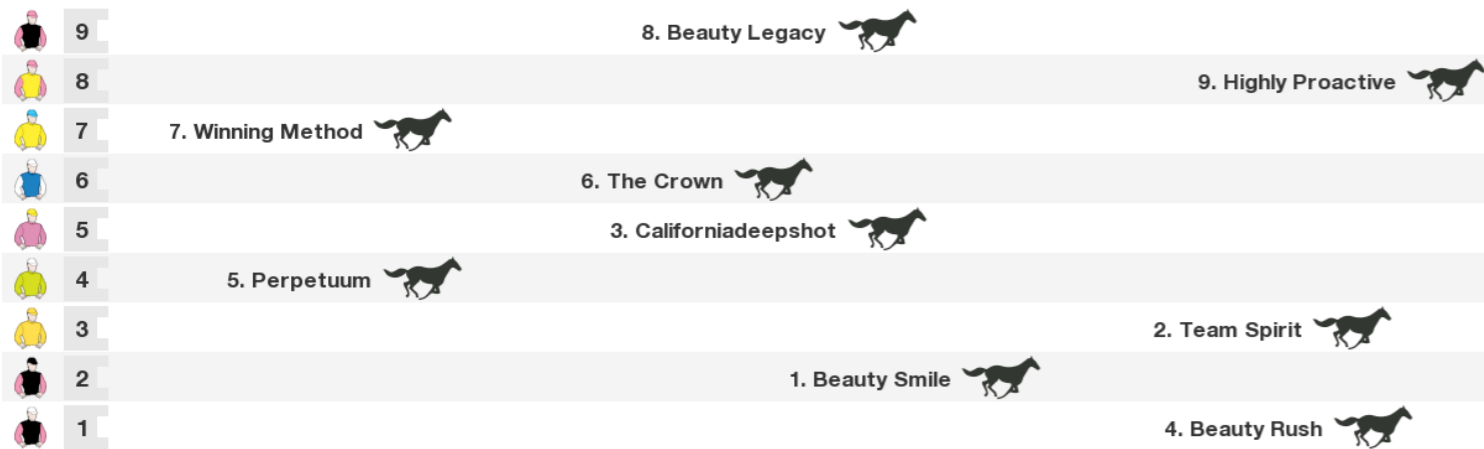 9 8. Beauty Legacy
8 9. Highly Proactive
7 7. Winning Method
6 6. The Crown
5 3. Californiadeepshot
4 5. Perpetuum
3 2. Team Spirit
2 1. Beauty Smile
1 4. Beauty Rush